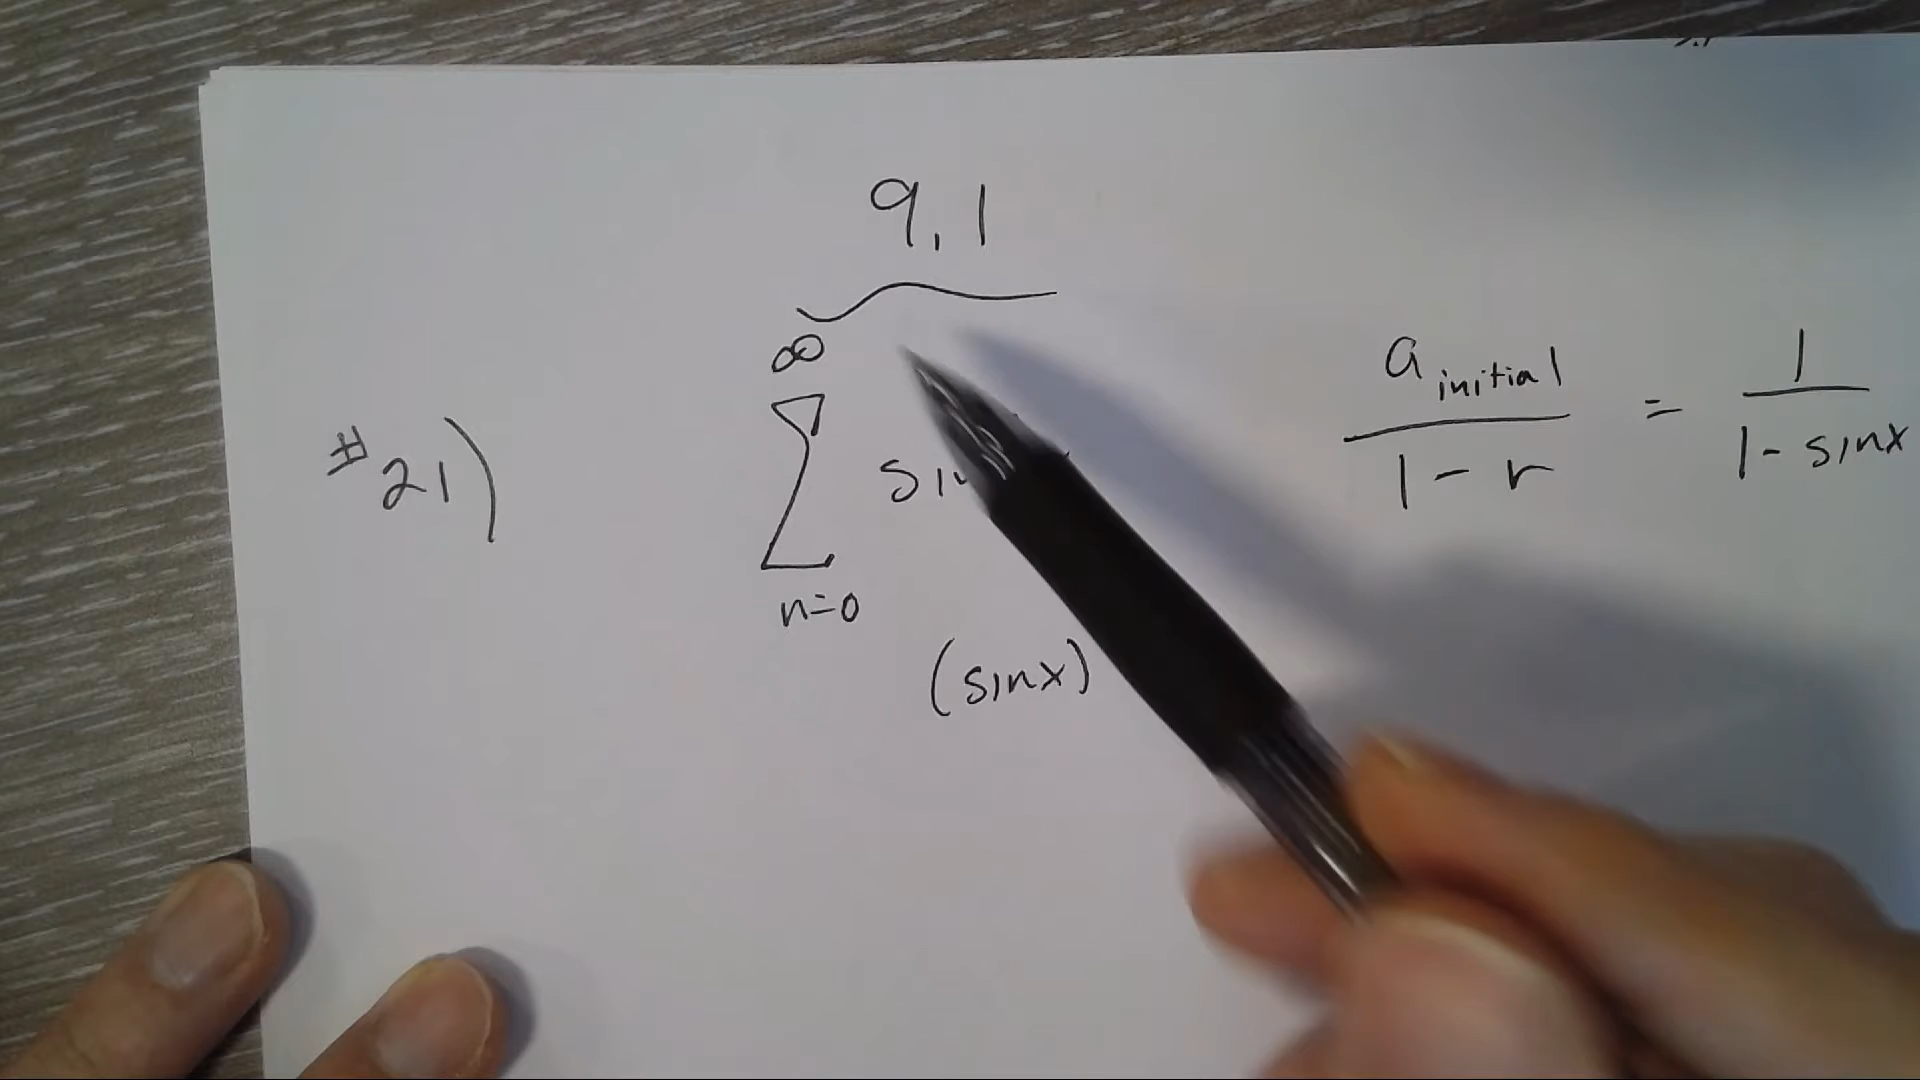 9.1
∞
#21) Σ
n=0
(sinx)
a initial / 1 - r = 1 / 1 - sinx